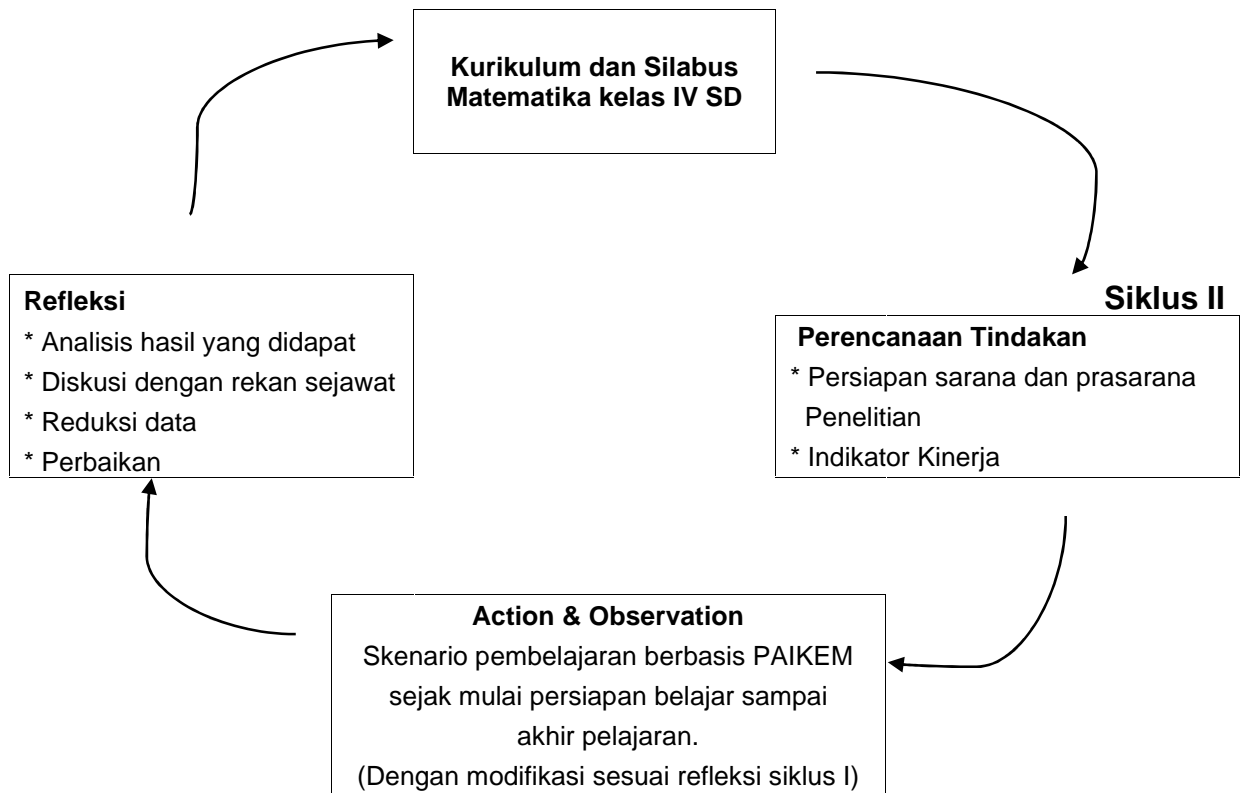 Kurikulum dan Silabus
Matematika kelas IV SD
Siklus II
Refleksi
* Analisis hasil yang didapat
* Diskusi dengan rekan sejawat
* Reduksi data
* Perbaikan
Perencanaan Tindakan
* Persiapan sarana dan prasarana
Penelitian
* Indikator Kinerja
Action & Observation
Skenario pembelajaran berbasis PAIKEM
sejak mulai persiapan belajar sampai
akhir pelajaran.
(Dengan modifikasi sesuai refleksi siklus I)